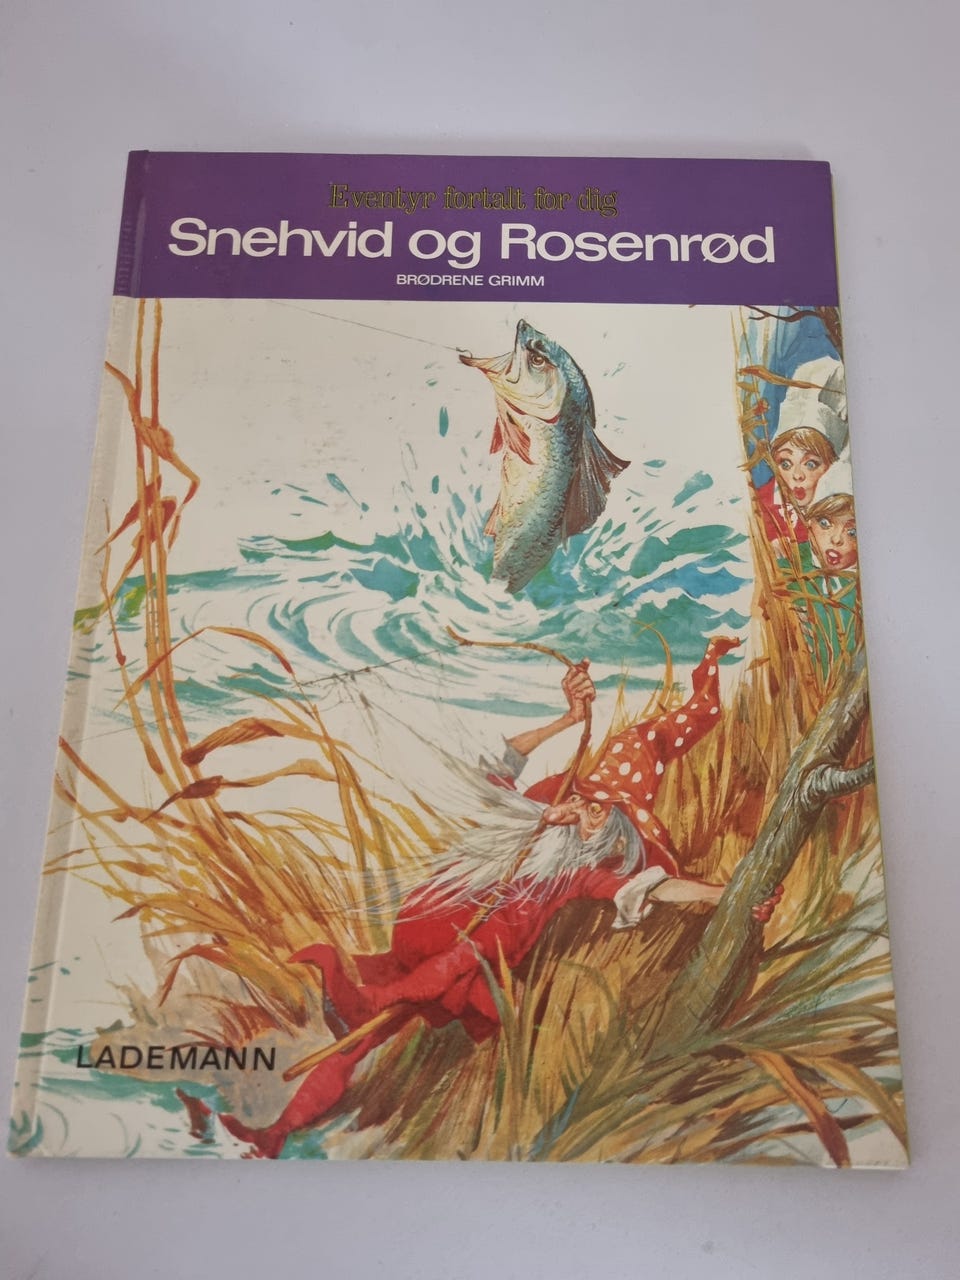 Eventyr fortalt for dig
Snehvid og Rosenrød
BRØDRENE GRIMM
LADEMANN